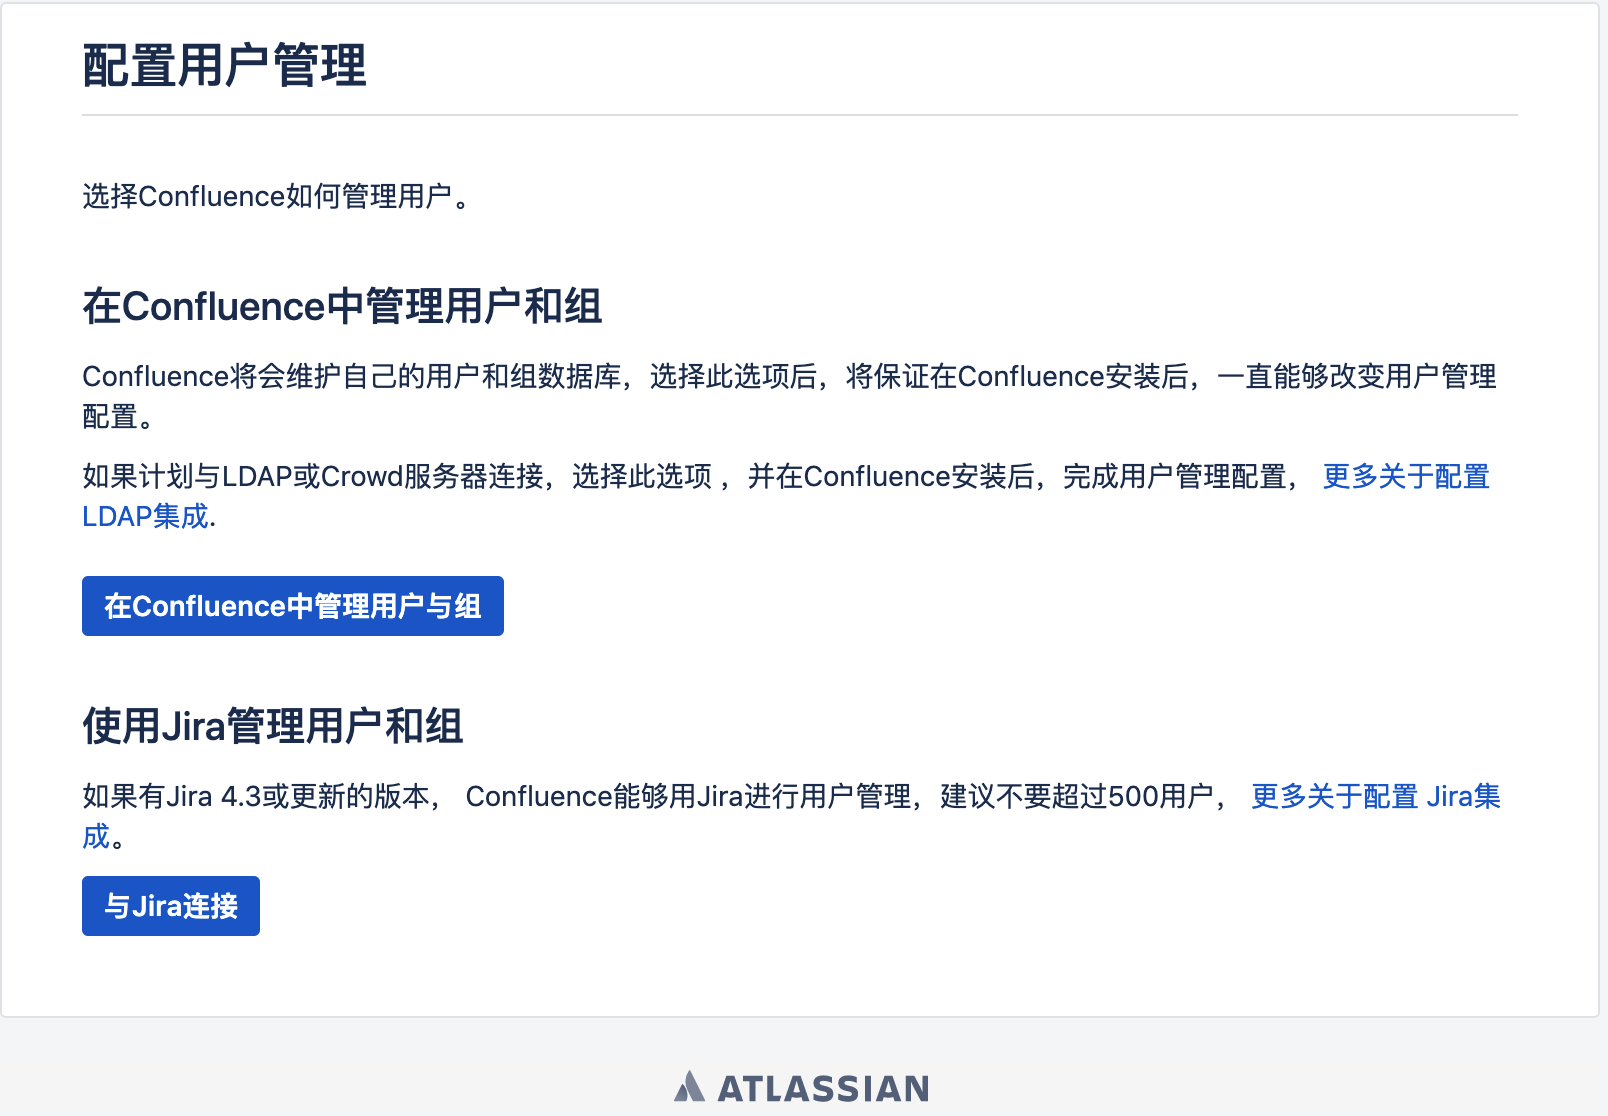 配置用户管理
选择Confluence如何管理用户。
在Confluence中管理用户和组
Confluence将会维护自己的用户和组数据库，选择此选项后，将保证在Confluence安装后，一直能够改变用户管理
配置。
如果计划与LDAP或Crowd服务器连接，选择此选项 ，并在Confluence安装后，完成用户管理配置， 更多关于配置
LDAP集成.
在Confluence中管理用户与组
使用Jira管理用户和组
如果有Jira 4.3或更新的版本， Confluence能够用Jira进行用户管理，建议不要超过500用户， 更多关于配置 Jira集
成。
与Jira连接
ATLASSIAN